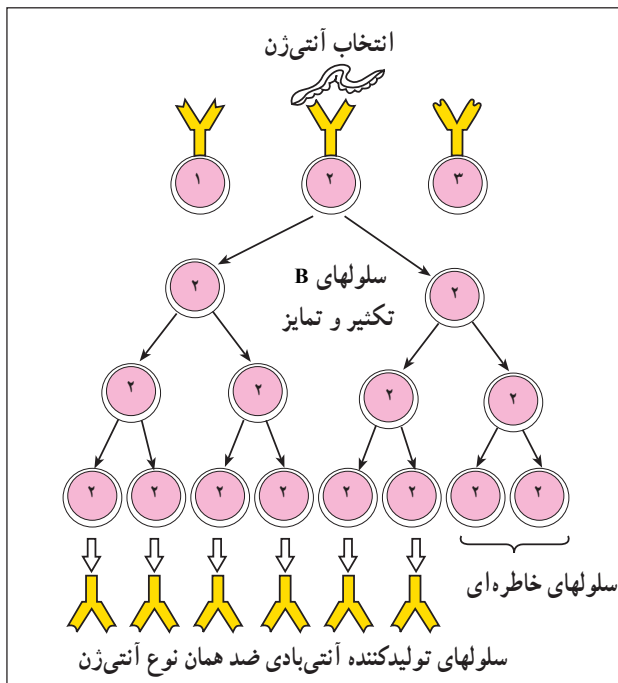 انتخاب آنتی‌ژن
۱ ۲ ۳
سلولهای B
تکثیر و تمایز
۲ ۲
۲ ۲ ۲ ۲
۲ ۲ ۲ ۲ ۲ ۲ ۲ ۲
سلولهای خاطره‌ای
سلولهای تولیدکننده آنتی‌بادی ضد همان نوع آنتی‌ژن